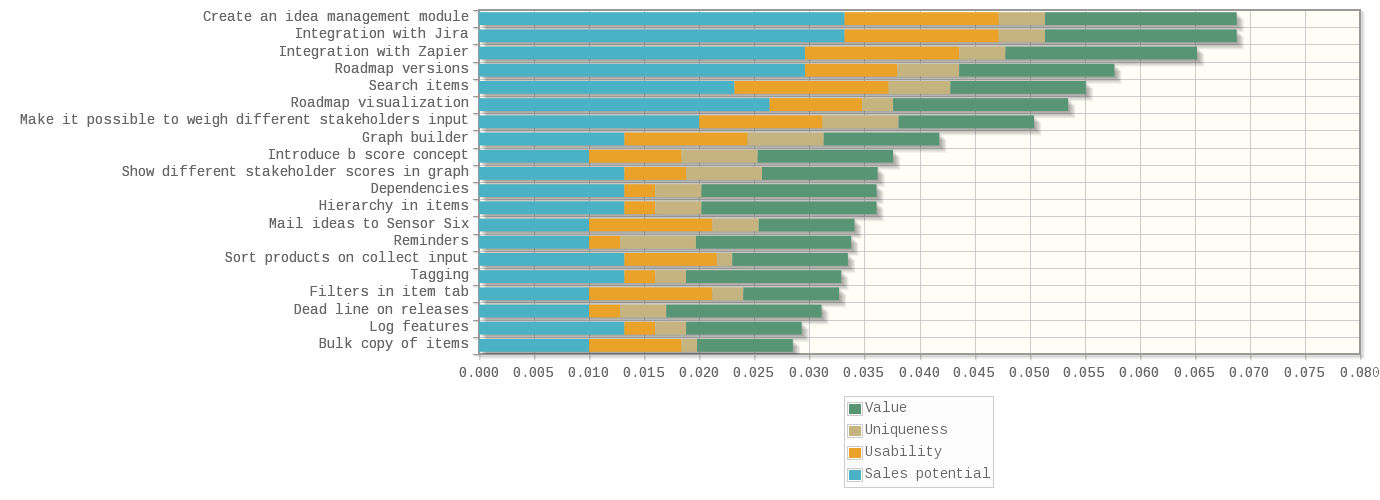 Create an idea management module
Integration with Jira
Integration with Zapier
Roadmap versions
Search items
Roadmap visualization
Make it possible to weigh different stakeholders input
Graph builder
Introduce b score concept
Show different stakeholder scores in graph
Dependencies
Hierarchy in items
Mail ideas to Sensor Six
Reminders
Sort products on collect input
Tagging
Filters in item tab
Dead line on releases
Log features
Bulk copy of items
0.000 0.005 0.010 0.015 0.020 0.025 0.030 0.035 0.040 0.045 0.050 0.055 0.060 0.065 0.070 0.075 0.080
Value
Uniqueness
Usability
Sales potential